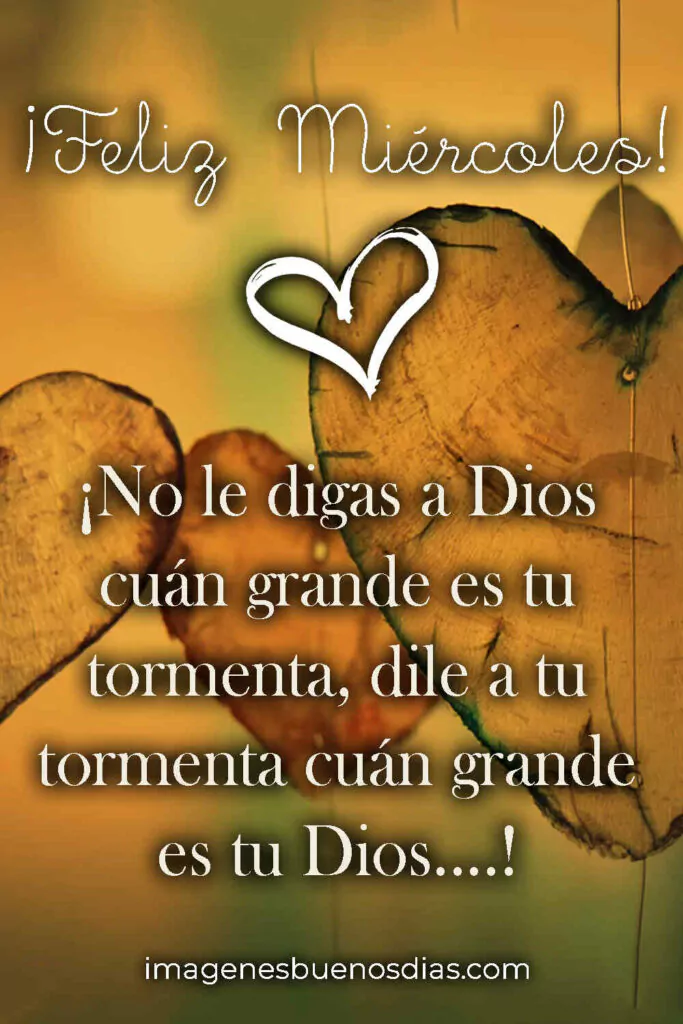 ¡Feliz Miércoles!
¡No le digas a Dios
cuán grande es tu
tormenta, dile a tu
tormenta cuán grande
es tu Dios....!
imagenesbuenosdias.com